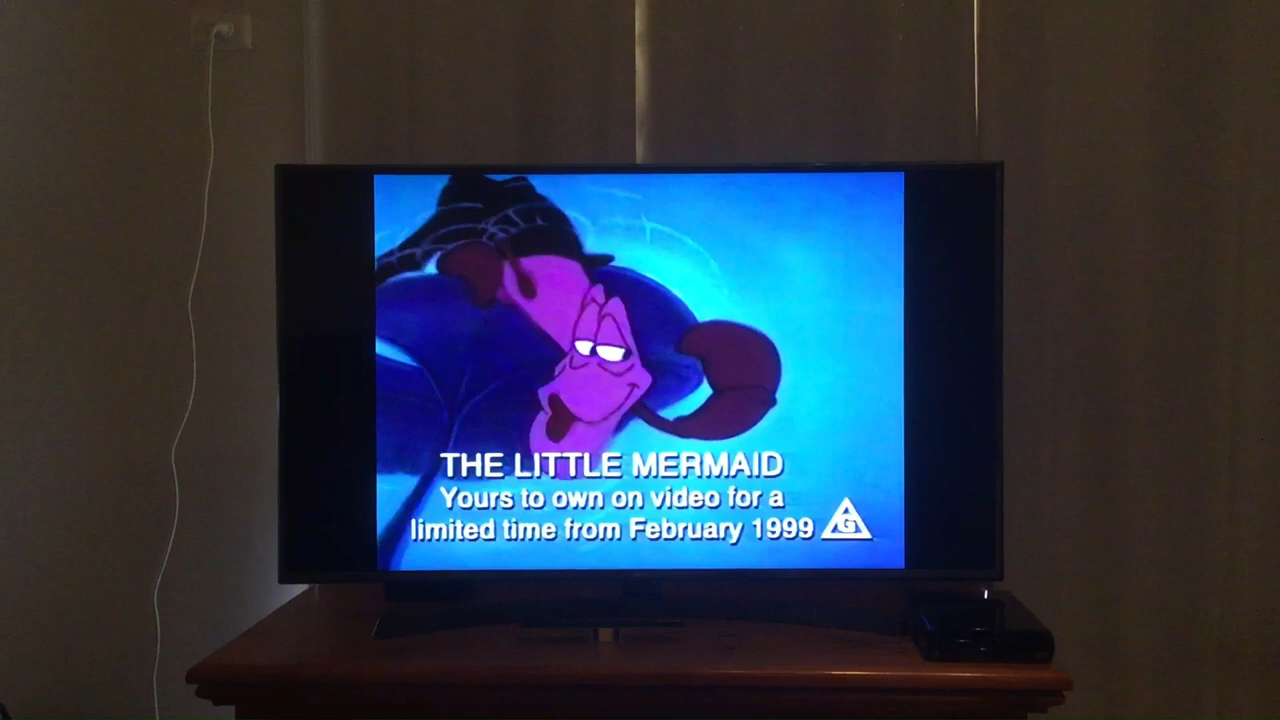 THE LITTLE MERMAID
Yours to own on video for a
limited time from February 1999
G